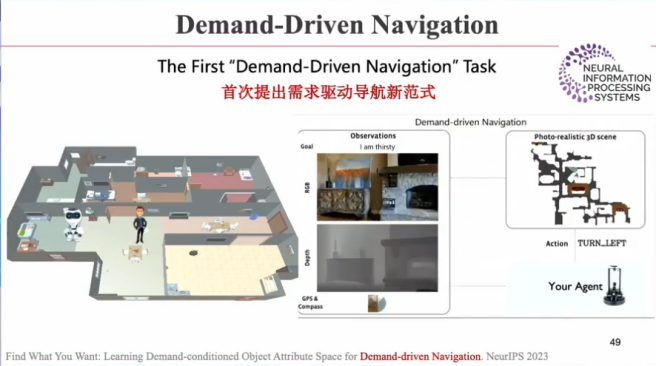 Demand-Driven Navigation
The First “Demand-Driven Navigation” Task
首次提出需求驱动导航新范式
NEURAL
INFORMATION
PROCESSING
SYSTEMS
Demand-driven Navigation
Observations
Goal
I am thirsty
RGB
Depth
GPS &
Compass
Photo-realistic 3D scene
Action
TURN_LEFT
Your Agent
49
Find What You Want: Learning Demand-conditioned Object Attribute Space for Demand-driven Navigation. NeurIPS 2023